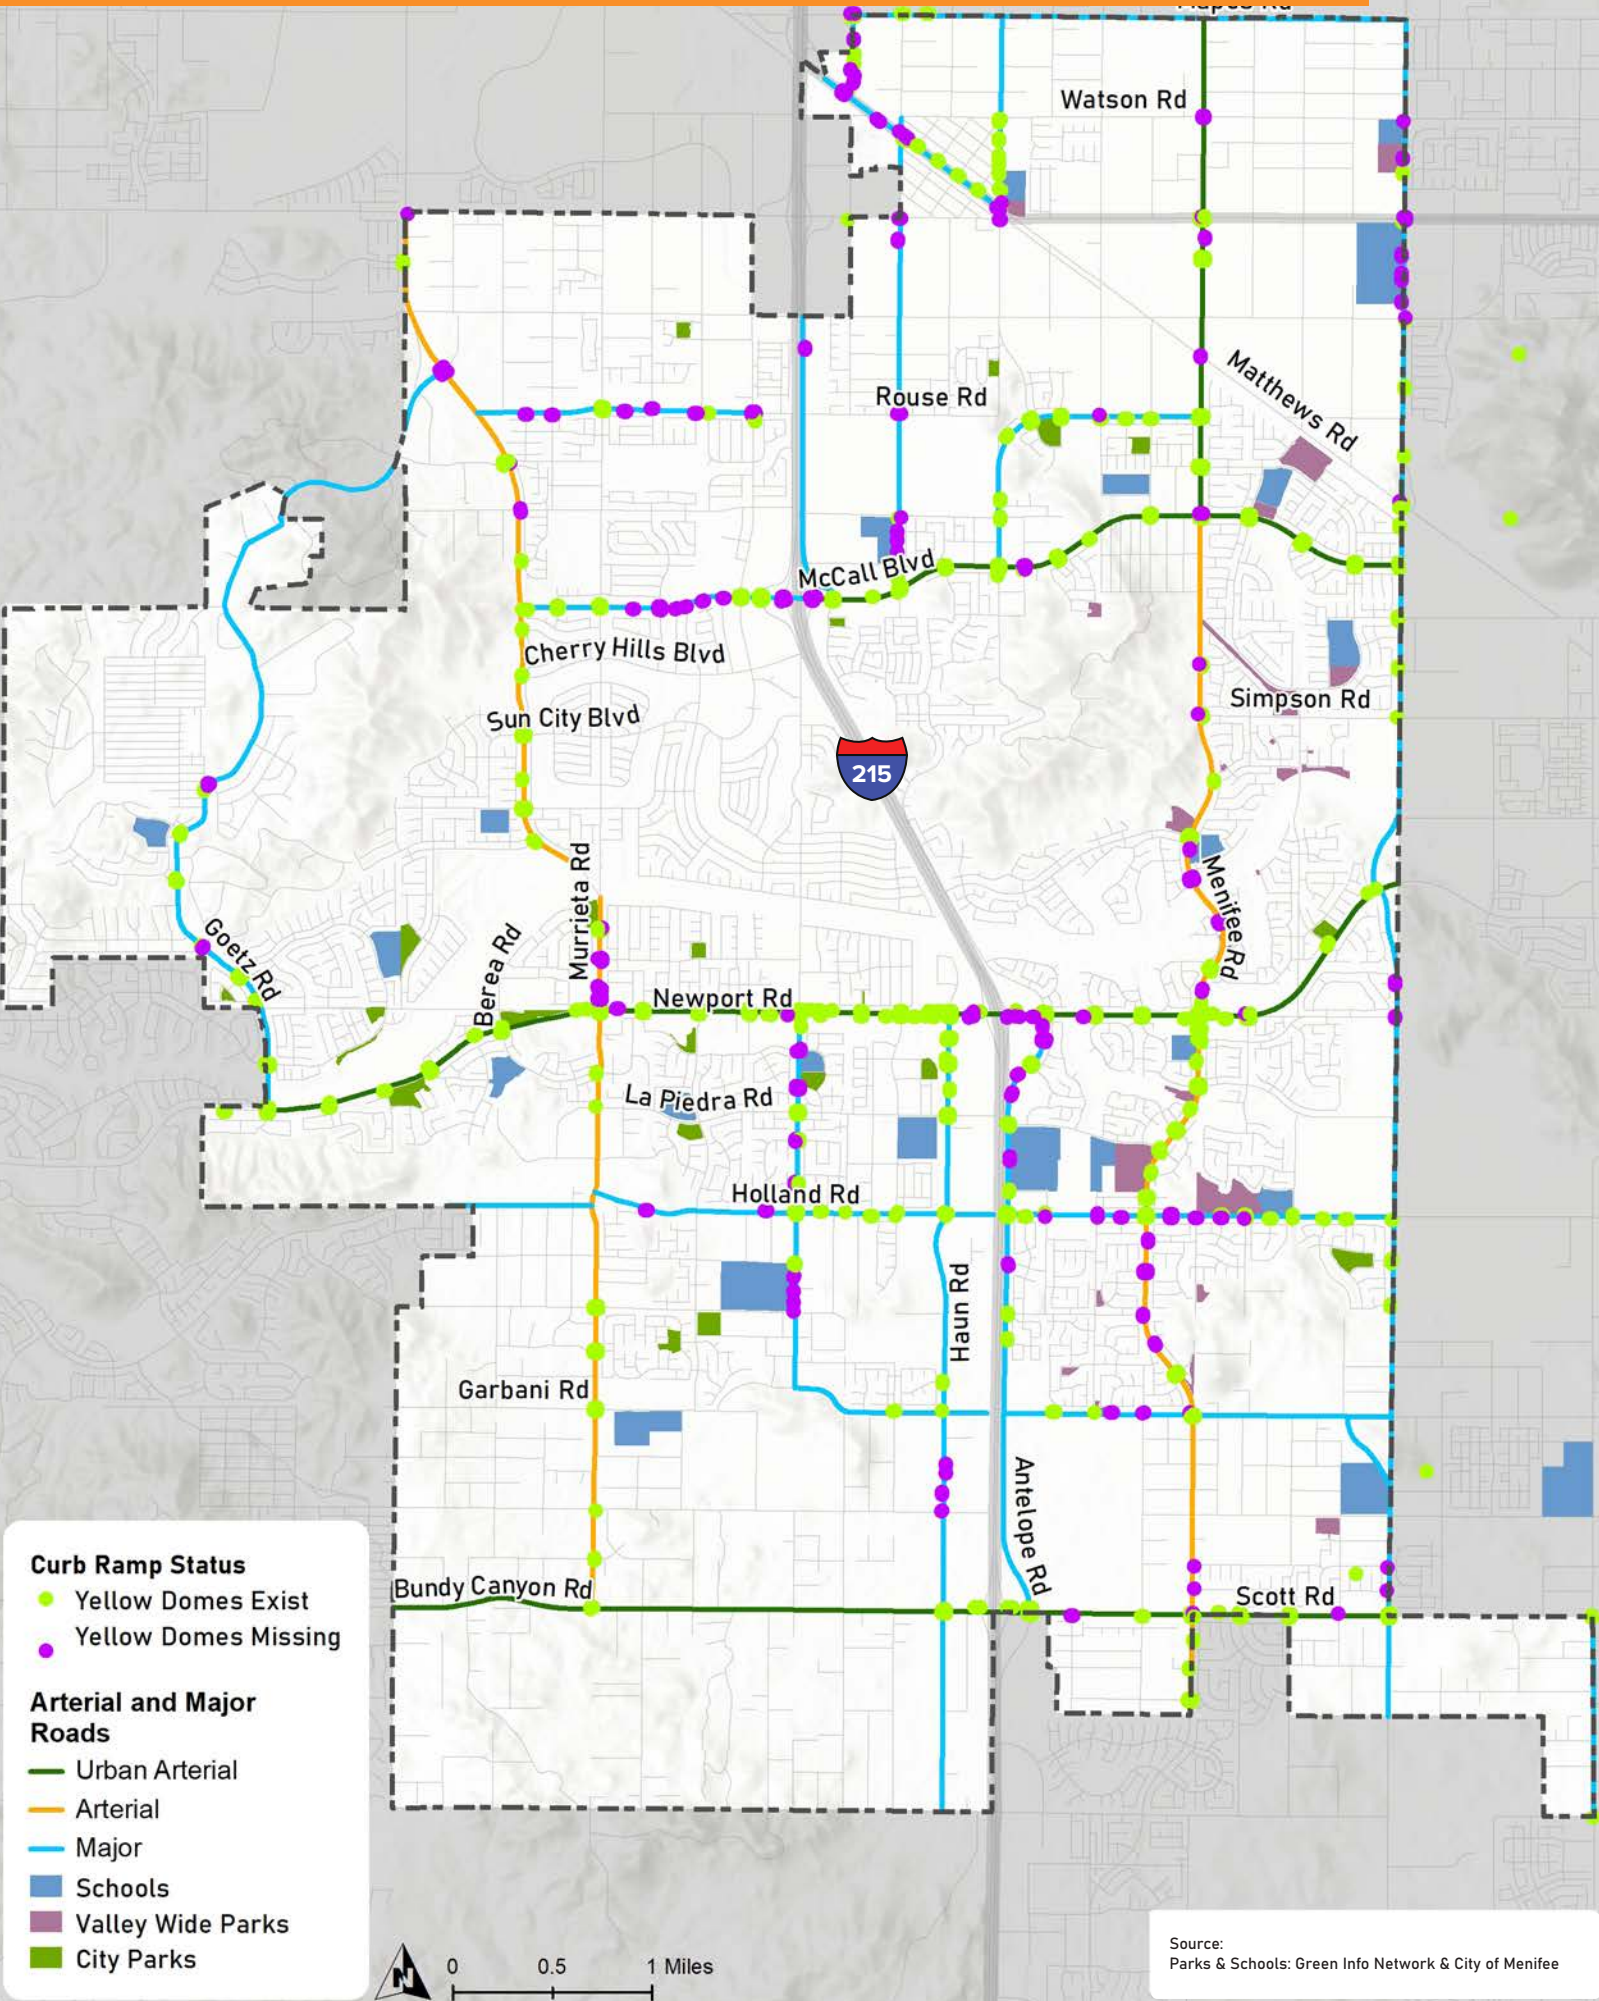 Mapes Rd
Watson Rd
Matthews Rd
Rouse Rd
McCall Blvd
Cherry Hills Blvd
Simpson Rd
Sun City Blvd
215
Murrieta Rd
Menifee Rd
Goetz Rd
Berea Rd
Newport Rd
La Piedra Rd
Holland Rd
Haun Rd
Garbani Rd
Antelope Rd
Bundy Canyon Rd
Scott Rd
Curb Ramp Status
Yellow Domes Exist
Yellow Domes Missing
Arterial and Major
Roads
Urban Arterial
Arterial
Major
Schools
Valley Wide Parks
City Parks
N
0 0.5 1 Miles
Source:
Parks & Schools: Green Info Network & City of Menifee